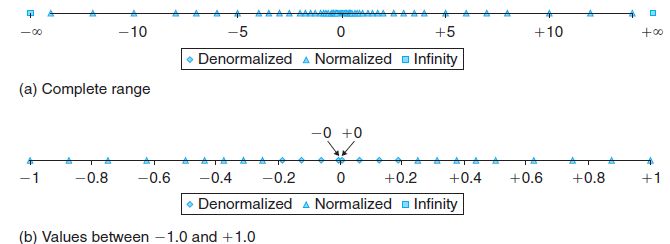 −∞ −10 −5 0 +5 +10 +∞
Denormalized Normalized Infinity
(a) Complete range
−0 +0
−1 −0.8 −0.6 −0.4 −0.2 0 +0.2 +0.4 +0.6 +0.8 +1
Denormalized Normalized Infinity
(b) Values between −1.0 and +1.0